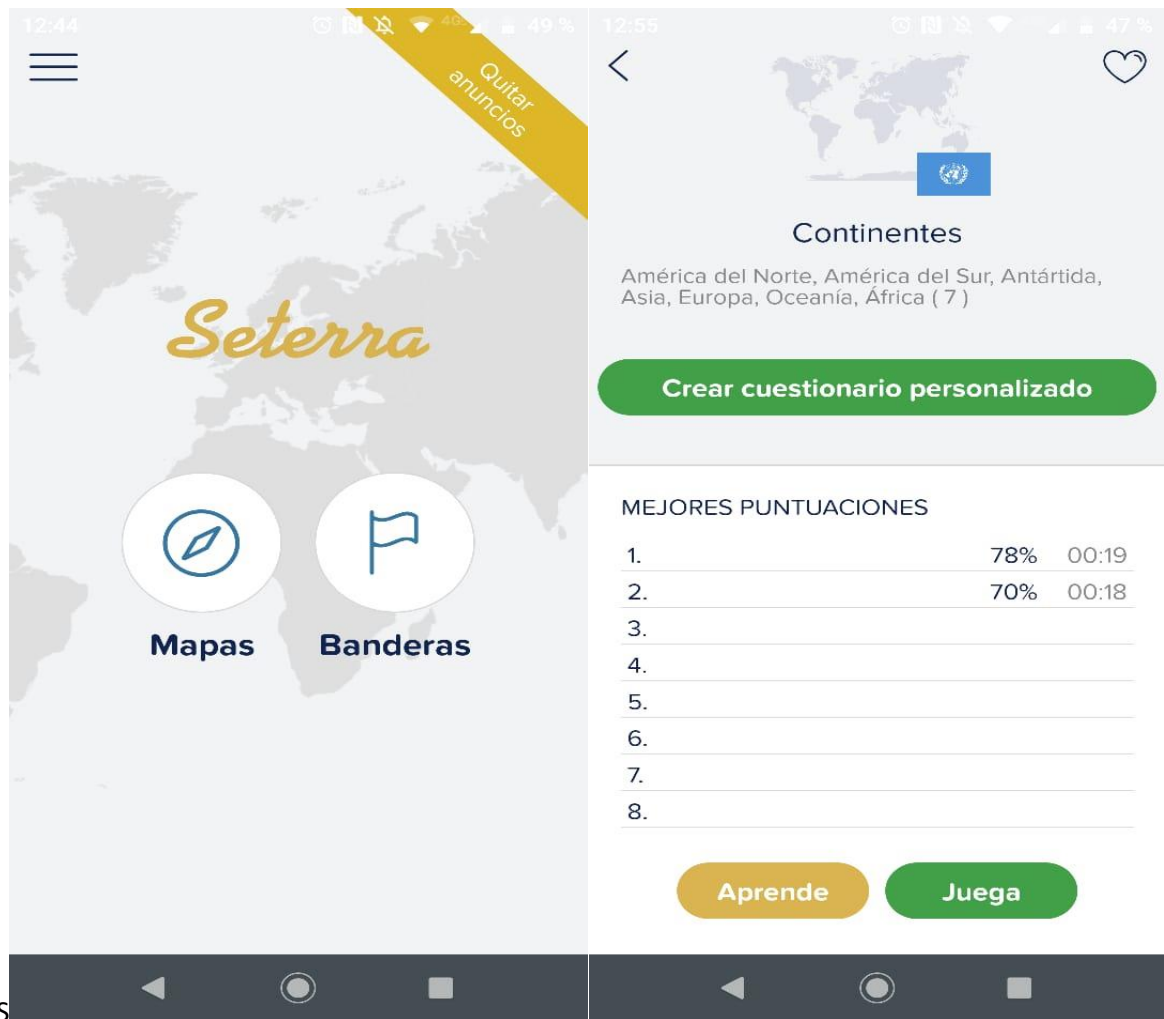 12:44
49 %
Quitar
anuncios
Seterra
Mapas
Banderas
12:55
47 %
Continentes
América del Norte, América del Sur, Antártida,
Asia, Europa, Oceanía, África ( 7 )
Crear cuestionario personalizado
MEJORES PUNTUACIONES
1. 78% 00:19
2. 70% 00:18
3.
4.
5.
6.
7.
8.
Aprende
Juega
s